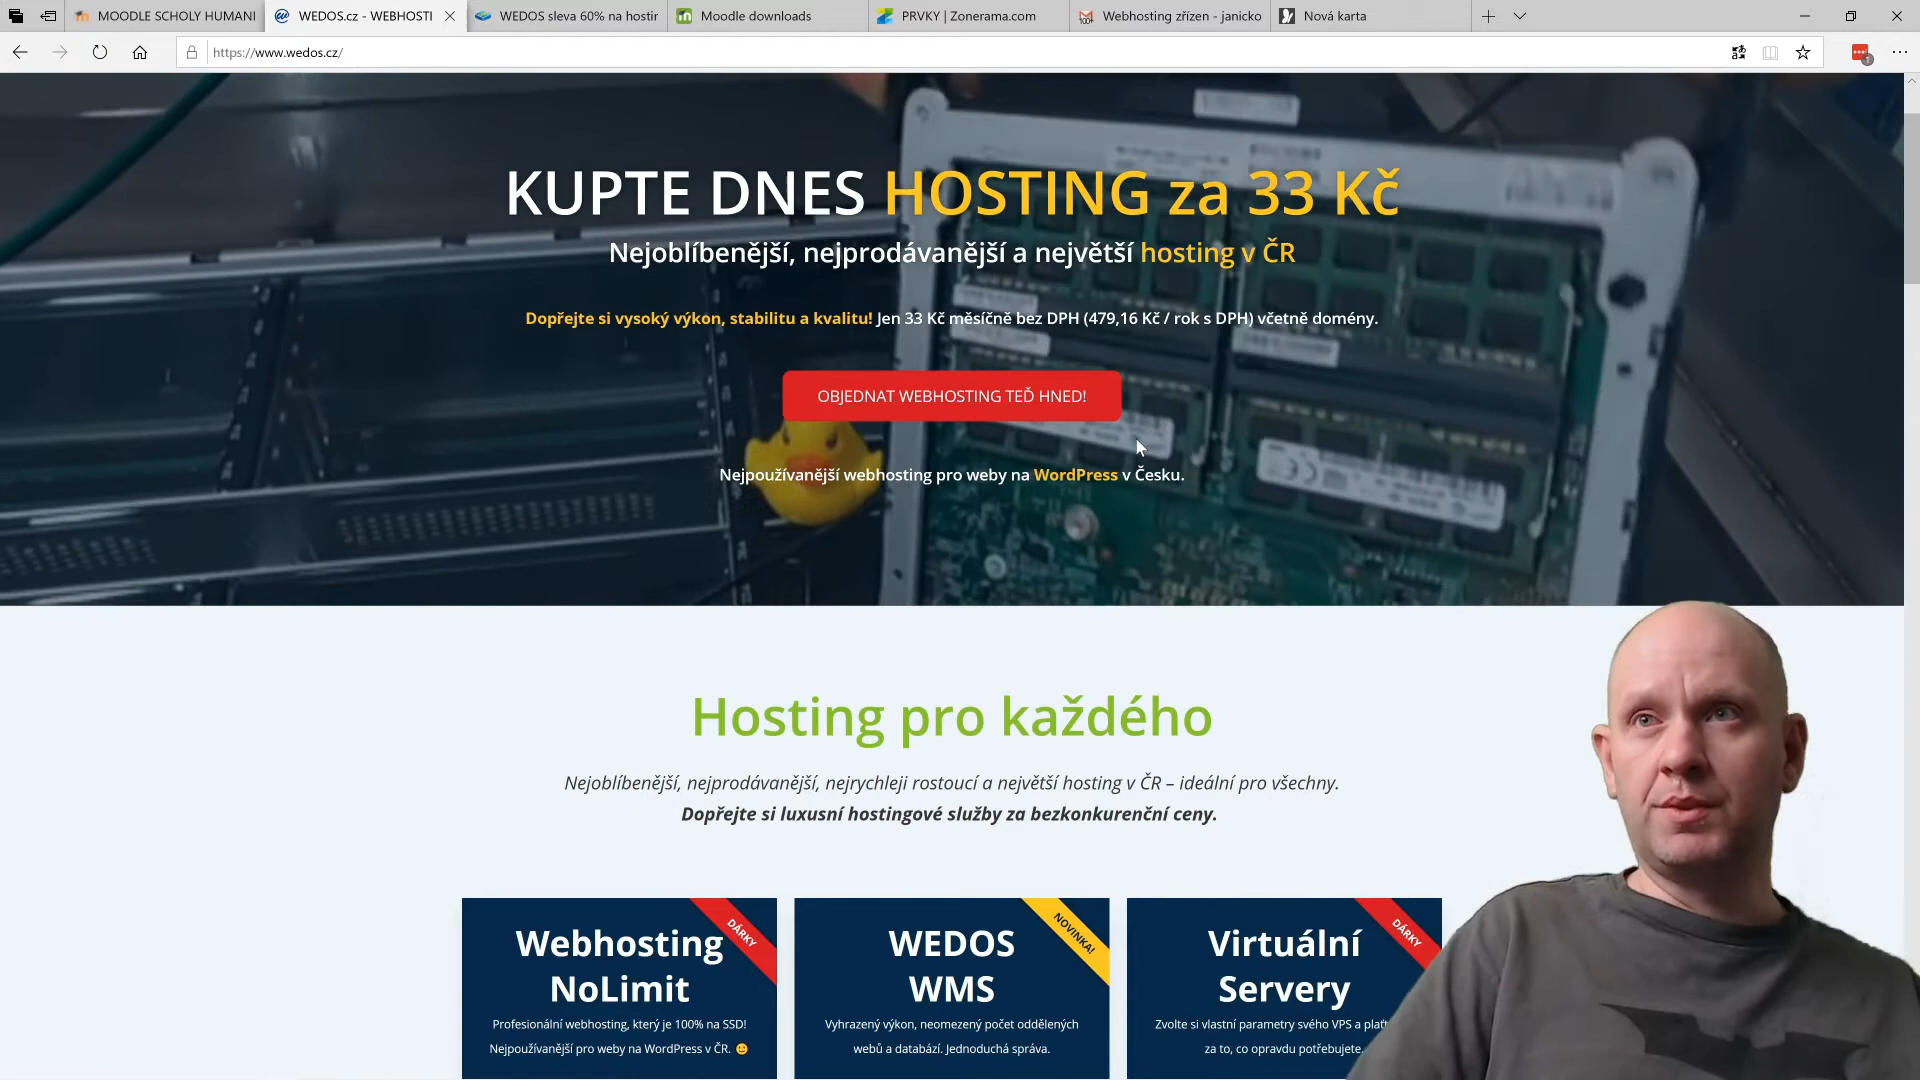 MOODLE SCHOLY HUMANI
WEDOS.cz - WEBHOSTI
WEDOS sleva 60% na hostin
Moodle downloads
PRVKY | Zonerama.com
Webhosting zřízen - janicko
Nová karta
https://www.wedos.cz/
KUPTE DNES HOSTING za 33 Kč
Nejoblíbenější, nejprodávanější a největší hosting v ČR
Dopřejte si vysoký výkon, stabilitu a kvalitu! Jen 33 Kč měsíčně bez DPH (479,16 Kč / rok s DPH) včetně domény.
OBJEDNAT WEBHOSTING TEĎ HNED!
Nejpoužívanější webhosting pro weby na WordPress v Česku.
Hosting pro každého
Nejoblíbenější, nejprodávanější, nejrychleji rostoucí a největší hosting v ČR – ideální pro všechny.
Dopřejte si luxusní hostingové služby za bezkonkurenční ceny.
DÁRKY
Webhosting
NoLimit
Profesionální webhosting, který je 100% na SSD!
Nejpoužívanější pro weby na WordPress v ČR. 🙂
NOVINKA!
WEDOS
WMS
Vyhrazený výkon, neomezený počet oddělených
webů a databází. Jednoduchá správa.
DÁRKY
Virtuální
Servery
Zvolte si vlastní parametry svého VPS a plať
za to, co opravdu potřebujete.